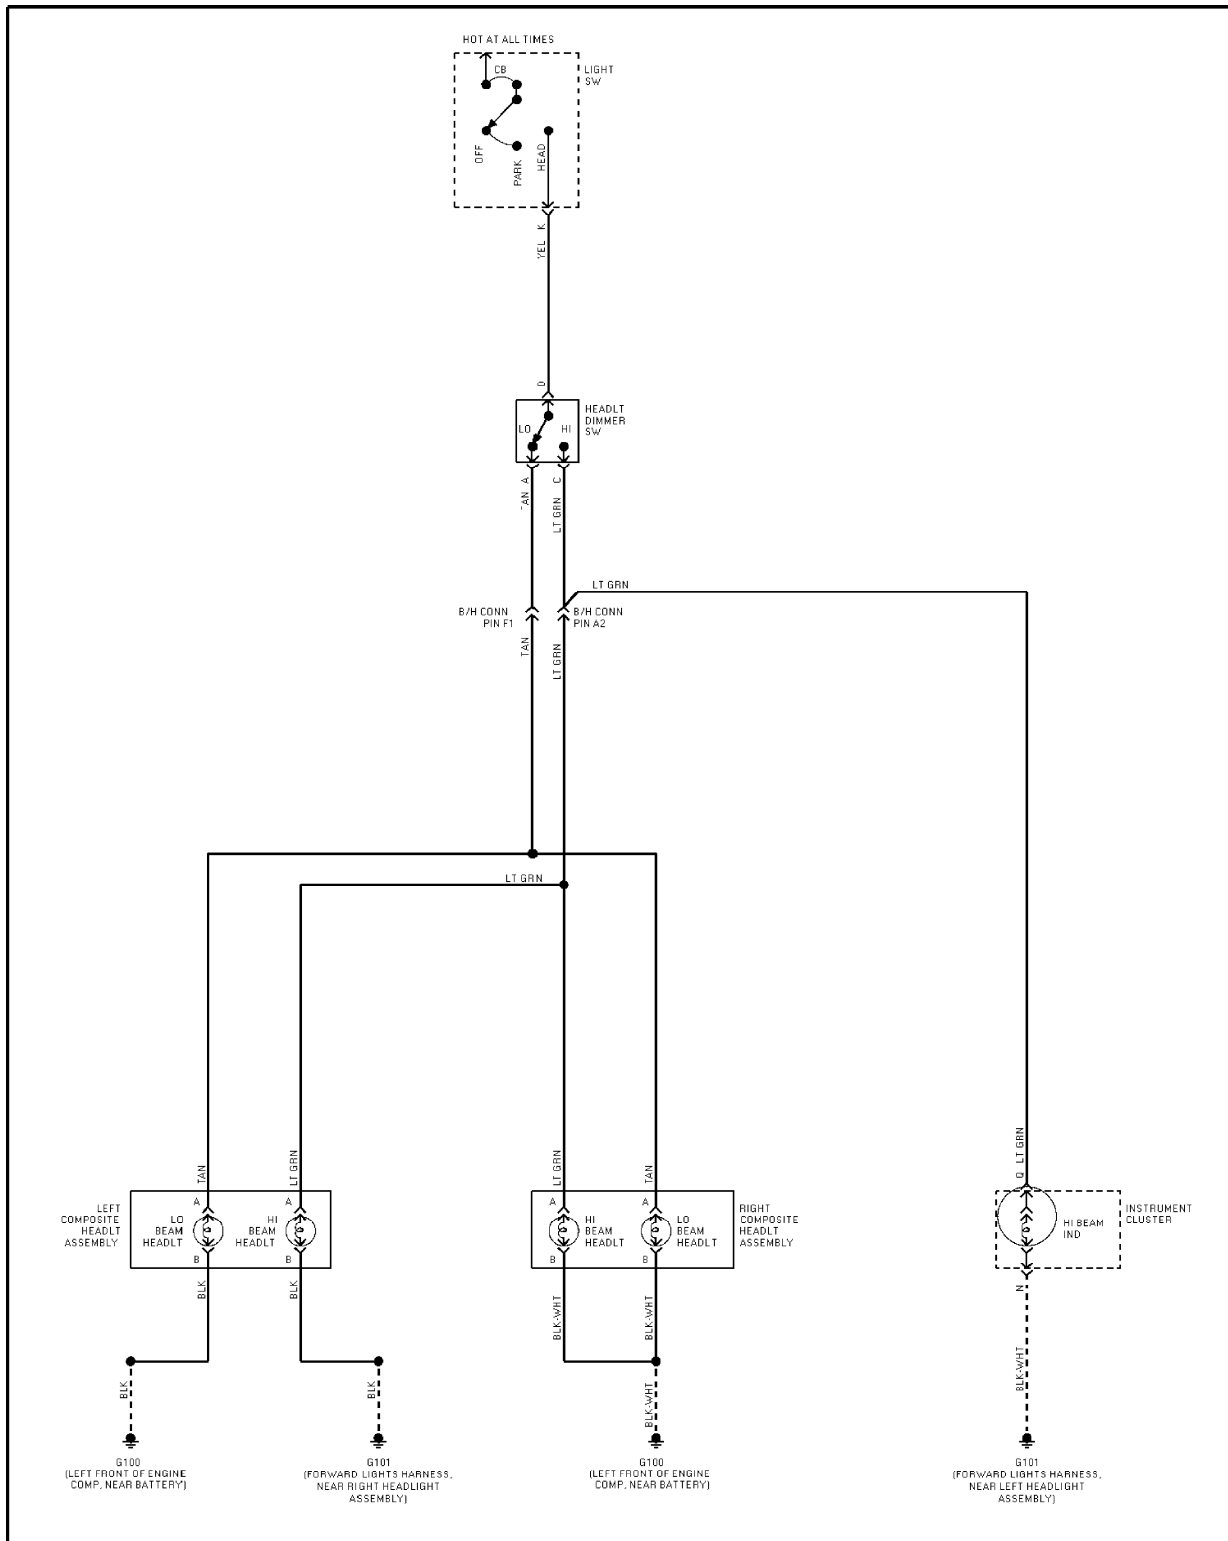 HOT AT ALL TIMES
CB
LIGHT
SW
OFF
PARK
HEAD
K
YEL
D
HEADLT
DIMMER
SW
LO
HI
A
C
TAN
LT GRN
LT GRN
B/H CONN
PIN F1
B/H CONN
PIN A2
TAN
LT GRN
LT GRN
TAN
LT GRN
LT GRN
TAN
Q LT GRN
LEFT
COMPOSITE
HEADLT
ASSEMBLY
A
LO
BEAM
HEADLT
B
A
HI
BEAM
HEADLT
B
A
HI
BEAM
HEADLT
B
A
LO
BEAM
HEADLT
B
RIGHT
COMPOSITE
HEADLT
ASSEMBLY
HI BEAM
IND
INSTRUMENT
CLUSTER
N
BLK
BLK
BLK-WHT
BLK-WHT
BLK
BLK
BLK-WHT
BLK-WHT
G100
(LEFT FRONT OF ENGINE
COMP, NEAR BATTERY)
G101
(FORWARD LIGHTS HARNESS,
NEAR RIGHT HEADLIGHT
ASSEMBLY)
G100
(LEFT FRONT OF ENGINE
COMP, NEAR BATTERY)
G101
(FORWARD LIGHTS HARNESS,
NEAR LEFT HEADLIGHT
ASSEMBLY)